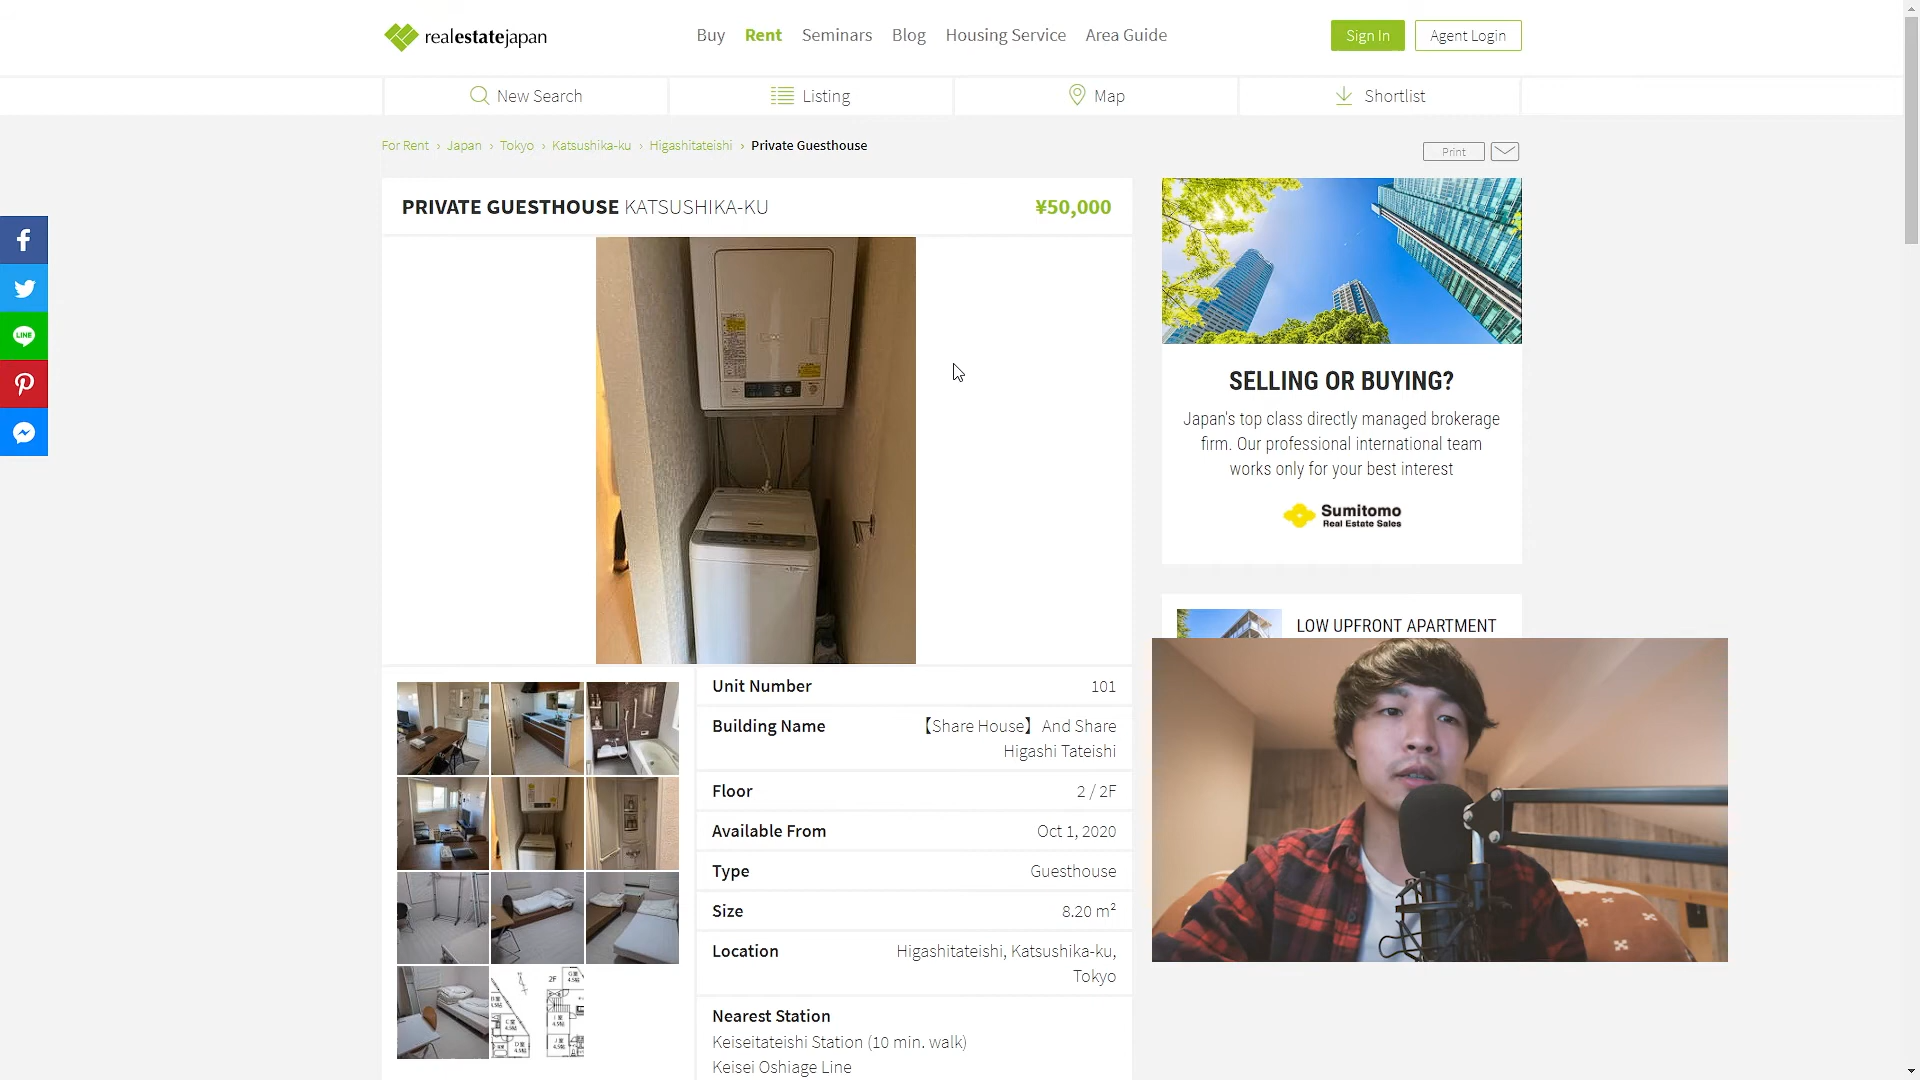 realestatejapan
Buy Rent Seminars Blog Housing Service Area Guide
Sign In
Agent Login
New Search
Listing
Map
Shortlist
For Rent › Japan › Tokyo › Katsushika-ku › Higashitateishi › Private Guesthouse
Print
PRIVATE GUESTHOUSE KATSUSHIKA-KU
¥50,000
LINE
SELLING OR BUYING?
Japan's top class directly managed brokerage
firm. Our professional international team
works only for your best interest
Sumitomo
Real Estate Sales
LOW UPFRONT APARTMENT
Unit Number 101
Building Name 【Share House】And Share
Higashi Tateishi
Floor 2 / 2F
Available From Oct 1, 2020
Type Guesthouse
Size 8.20 m²
Location Higashitateishi, Katsushika-ku,
Tokyo
Nearest Station
Keiseitateishi Station (10 min. walk)
Keisei Oshiage Line
2F